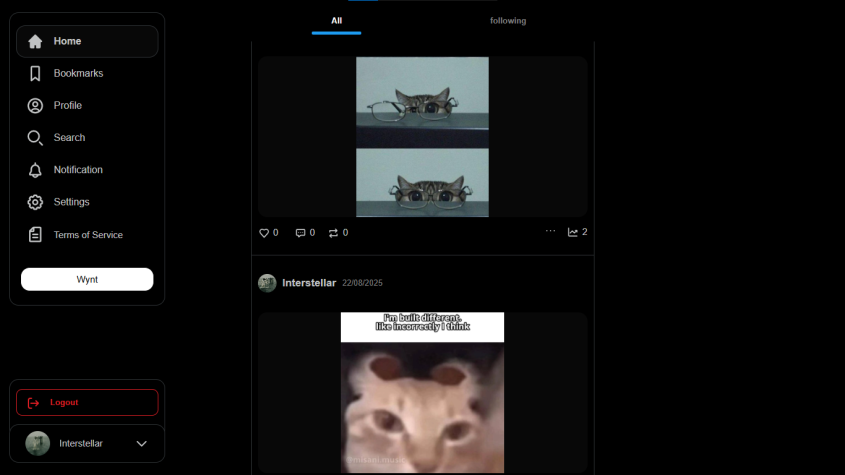 Home
Bookmarks
Profile
Search
Notification
Settings
Terms of Service
Wynt
Logout
Interstellar
All
following
0
0
0
...
2
Interstellar 22/08/2025
I'm built different.
like incorrectly I think